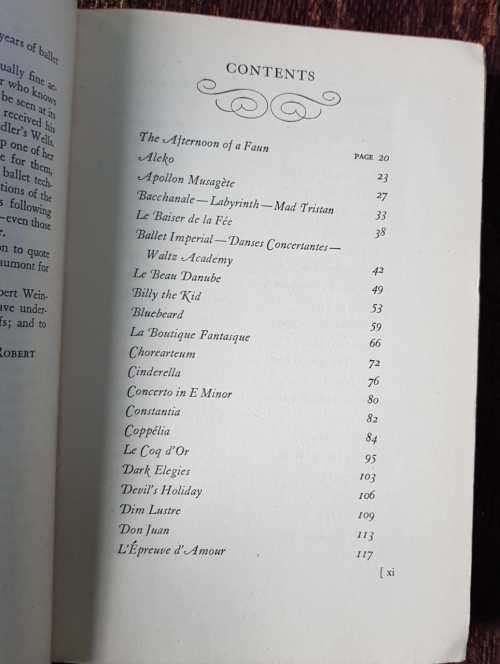 years of ballet
ually fine ac-
r who knows
be seen at its
received his
dler's Wells.
p one of her
e for them,
ballet tech-
tions of the
s following
—even those
r.
on to quote
aumont for
bert Wein-
ave under-
fs; and to
ROBERT
CONTENTS
The Afternoon of a Faun PAGE 20
Aleko 23
Apollon Musagète 27
Bacchanale—Labyrinth—Mad Tristan 33
Le Baiser de la Fée 38
Ballet Imperial—Danses Concertantes—
Waltz Academy 42
Le Beau Danube 49
Billy the Kid 53
Bluebeard 59
La Boutique Fantasque 66
Chorearteum 72
Cinderella 76
Concerto in E Minor 80
Constantia 82
Coppélia 84
Le Coq d'Or 95
Dark Elegies 103
Devil's Holiday 106
Dim Lustre 109
Don Juan 113
L'Épreuve d'Amour 117
[ xi